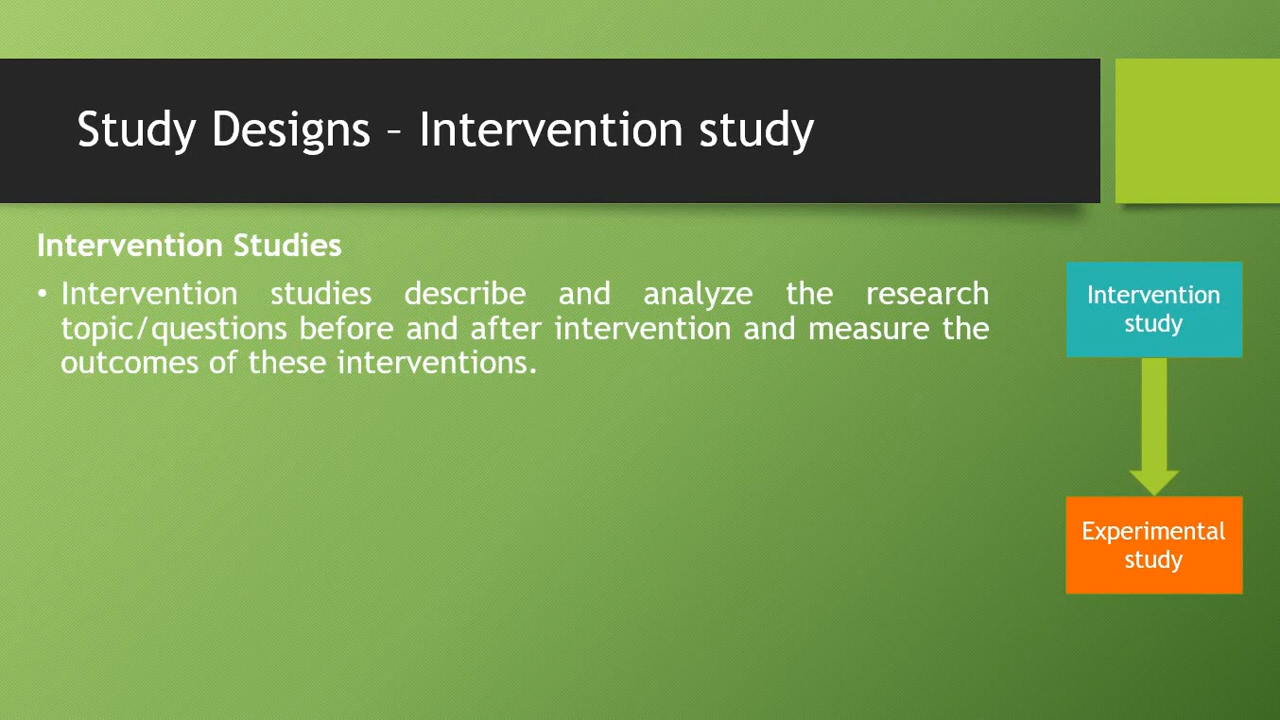 Study Designs – Intervention study
Intervention Studies
• Intervention studies describe and analyze the research
topic/questions before and after intervention and measure the
outcomes of these interventions.
Intervention
study
Experimental
study